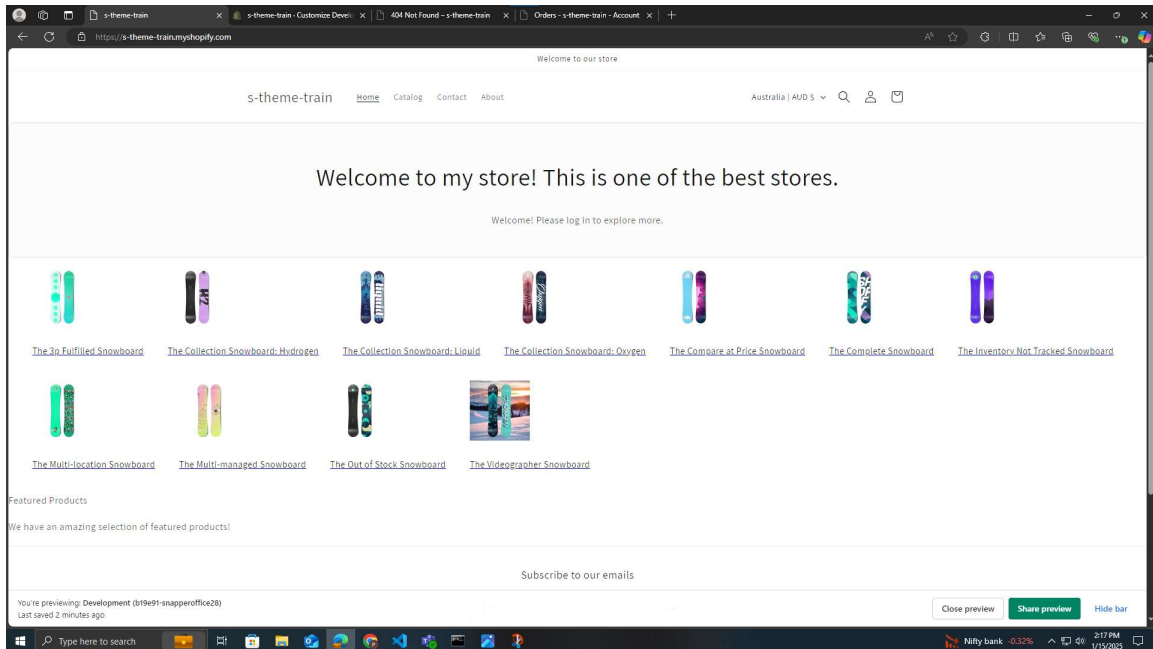 s-theme-train
s-theme-train - Customize Develo
404 Not Found – s-theme-train
Orders - s-theme-train - Account
https://s-theme-train.myshopify.com
Welcome to our store
s-theme-train Home Catalog Contact About Australia | AUD $
Welcome to my store! This is one of the best stores.
Welcome! Please log in to explore more.
The 3p Fulfilled Snowboard The Collection Snowboard: Hydrogen The Collection Snowboard: Liquid The Collection Snowboard: Oxygen The Compare at Price Snowboard The Complete Snowboard The Inventory Not Tracked Snowboard
The Multi-location Snowboard The Multi-managed Snowboard The Out of Stock Snowboard The Videographer Snowboard
Featured Products
We have an amazing selection of featured products!
Subscribe to our emails
You're previewing: Development (b19e91-snapperoffice28)
Last saved 2 minutes ago
Close preview Share preview Hide bar
Type here to search
Nifty bank -0.32%
2:17 PM
1/15/2025